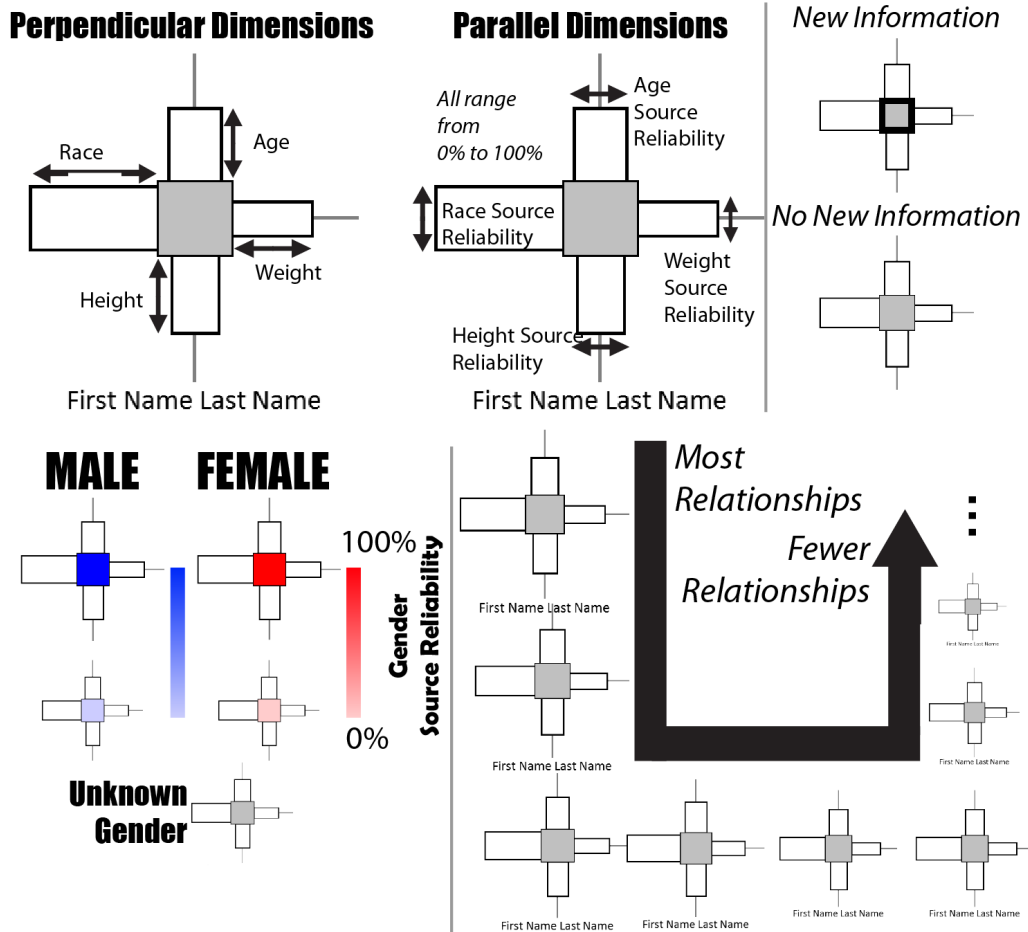 Perpendicular Dimensions
Race
Age
Height
Weight
First Name Last Name
Parallel Dimensions
All range
from
0% to 100%
Age
Source
Reliability
Race Source
Reliability
Weight
Source
Reliability
Height Source
Reliability
First Name Last Name
New Information
No New Information
MALE
FEMALE
100%
0%
Gender
Source Reliability
Unknown
Gender
Most
Relationships
Fewer
Relationships
First Name Last Name
First Name Last Name
First Name Last Name
First Name Last Name
First Name Last Name
First Name Last Name
First Name Last Name
First Name Last Name